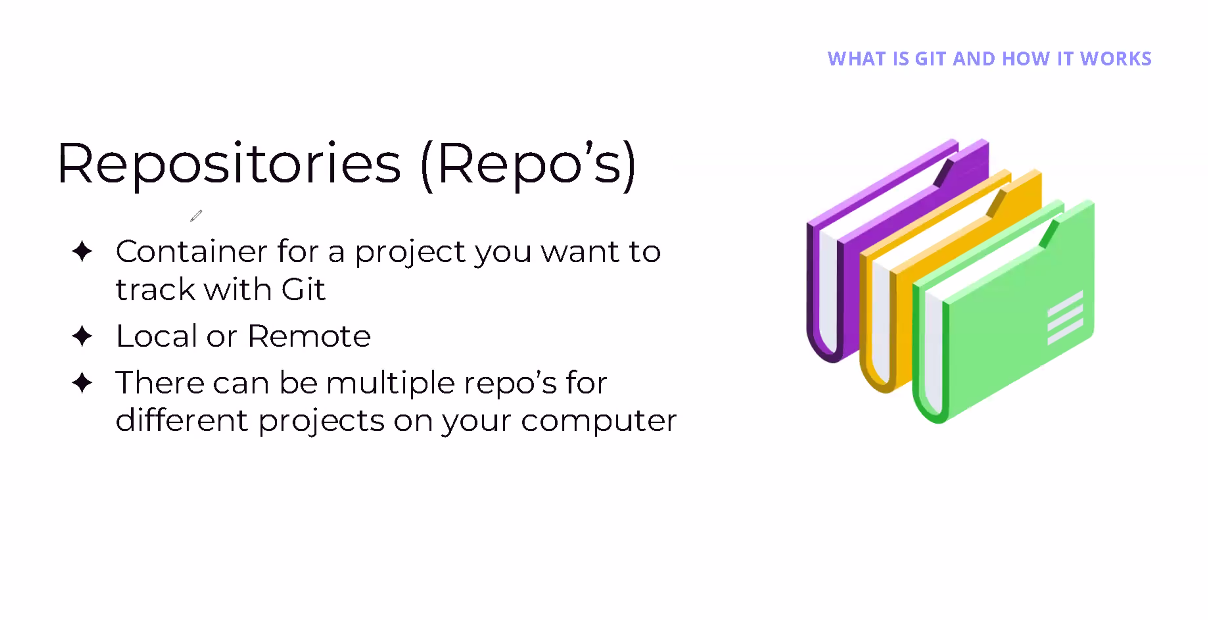 WHAT IS GIT AND HOW IT WORKS
Repositories (Repo’s)
Container for a project you want to
track with Git
Local or Remote
There can be multiple repo’s for
different projects on your computer